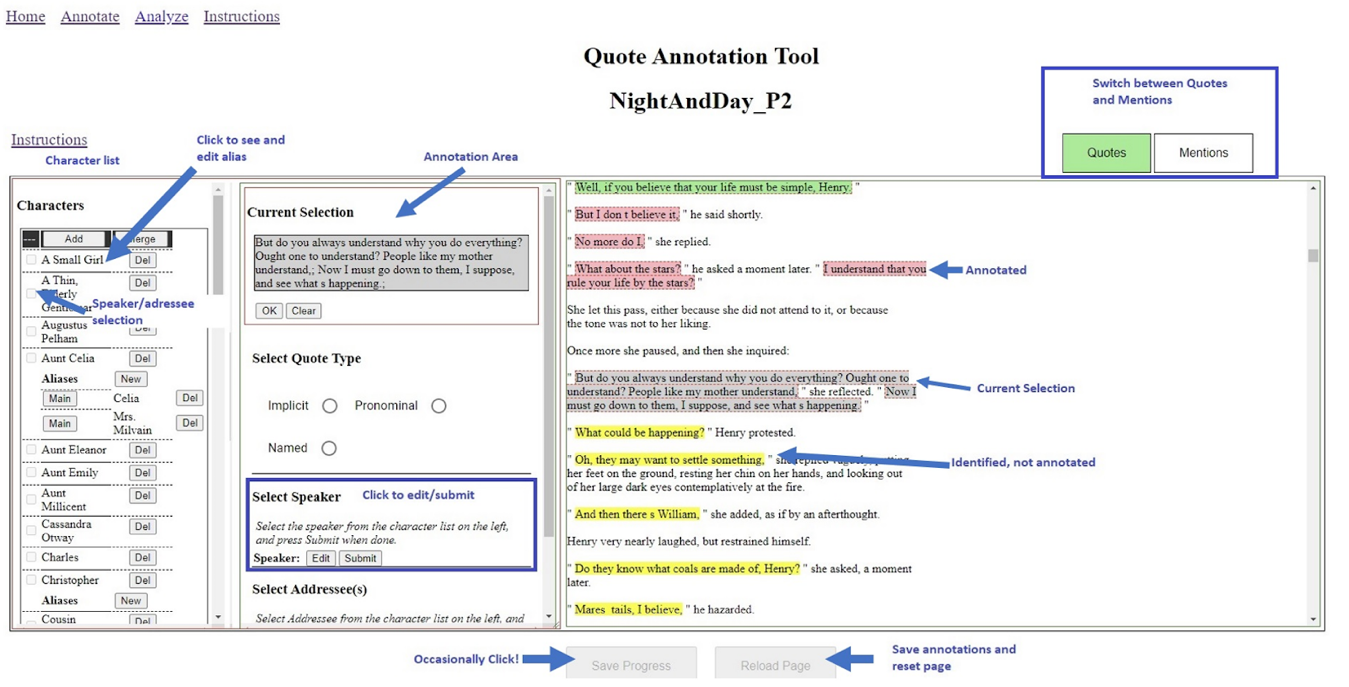 Home Annotate Analyze Instructions
Quote Annotation Tool
NightAndDay_P2
Switch between Quotes
and Mentions
Quotes Mentions
Instructions
Character list
Click to see and
edit alias
Annotation Area
Characters
--- Add erge
A Small Girl Del
A Thin, Del
erly
Speaker/adressee
selection
Augustus
Pelham
Aunt Celia Del
Aliases New
Main Celia Del
Main Mrs.
Milvain Del
Aunt Eleanor Del
Aunt Emily Del
Aunt
Millicent Del
Cassandra
Otway Del
Charles Del
Christopher Del
Aliases New
Cousin Del
Current Selection
But do you always understand why you do everything?
Ought one to understand? People like my mother
understand,; Now I must go down to them, I suppose,
and see what s happening.;
OK Clear
Select Quote Type
Implicit Pronominal
Named
Select Speaker Click to edit/submit
Select the speaker from the character list on the left,
and press Submit when done.
Speaker: Edit Submit
Select Addressee(s)
Select Addressee from the character list on the left, and
" Well, if you believe that your life must be simple, Henry. "
" But I don t believe it, " he said shortly.
" No more do I, " she replied.
" What about the stars? " he asked a moment later. " I understand that you
rule your life by the stars? "
Annotated
She let this pass, either because she did not attend to it, or because
the tone was not to her liking.
Once more she paused, and then she inquired:
" But do you always understand why you do everything? Ought one to
understand? People like my mother understand, " she reflected. " Now I
must go down to them, I suppose, and see what s happening. "
Current Selection
" What could be happening? " Henry protested.
" Oh, they may want to settle something, " she replied vaguely, putting
her feet on the ground, resting her chin on her hands, and looking out
of her large dark eyes contemplatively at the fire.
Identified, not annotated
" And then there s William, " she added, as if by an afterthought.
Henry very nearly laughed, but restrained himself.
" Do they know what coals are made of, Henry? " she asked, a moment
later.
" Mares tails, I believe, " he hazarded.
Occasionally Click!
Save Progress Reload Page
Save annotations and
reset page